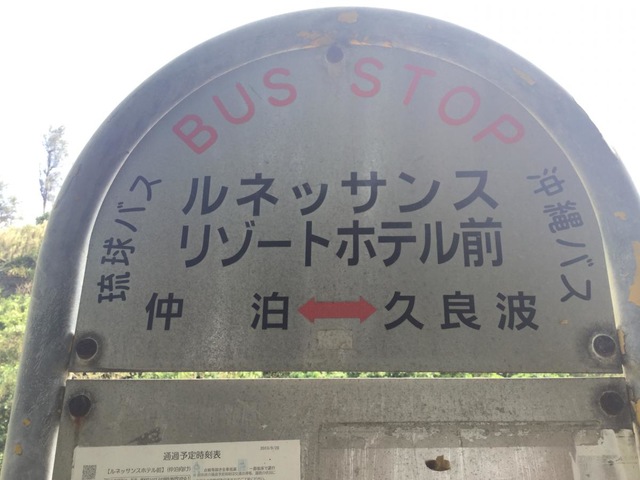 BUS STOP
琉球バス
沖縄バス
ルネッサンス
リゾートホテル前
仲泊 ↔ 久良波
通過予定時刻表